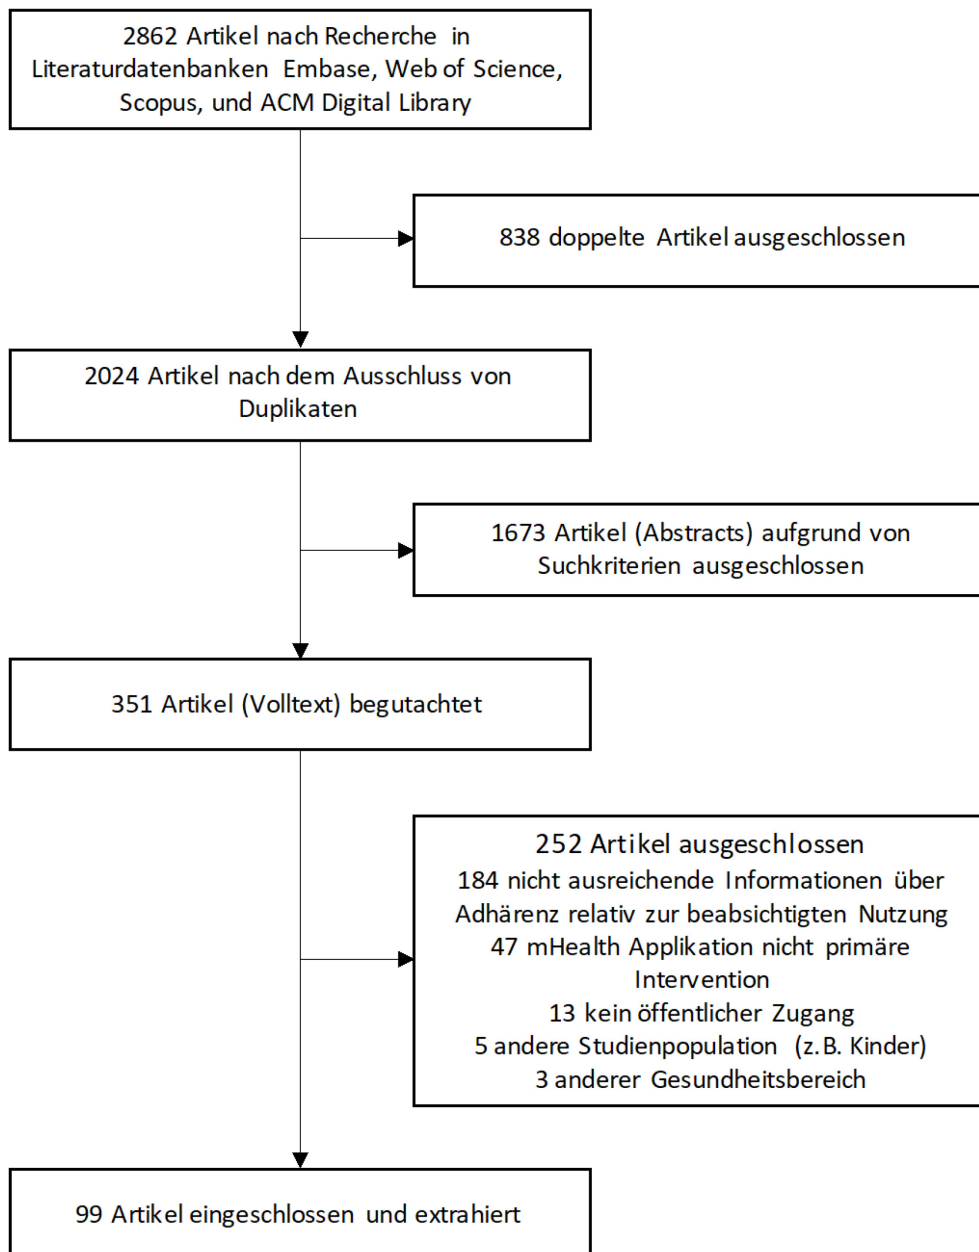 2862 Artikel nach Recherche in
Literaturdatenbanken Embase, Web of Science,
Scopus, und ACM Digital Library
838 doppelte Artikel ausgeschlossen
2024 Artikel nach dem Ausschluss von
Duplikaten
1673 Artikel (Abstracts) aufgrund von
Suchkriterien ausgeschlossen
351 Artikel (Volltext) begutachtet
252 Artikel ausgeschlossen
184 nicht ausreichende Informationen über
Adhärenz relativ zur beabsichtigten Nutzung
47 mHealth Applikation nicht primäre
Intervention
13 kein öffentlicher Zugang
5 andere Studienpopulation (z.B. Kinder)
3 anderer Gesundheitsbereich
99 Artikel eingeschlossen und extrahiert